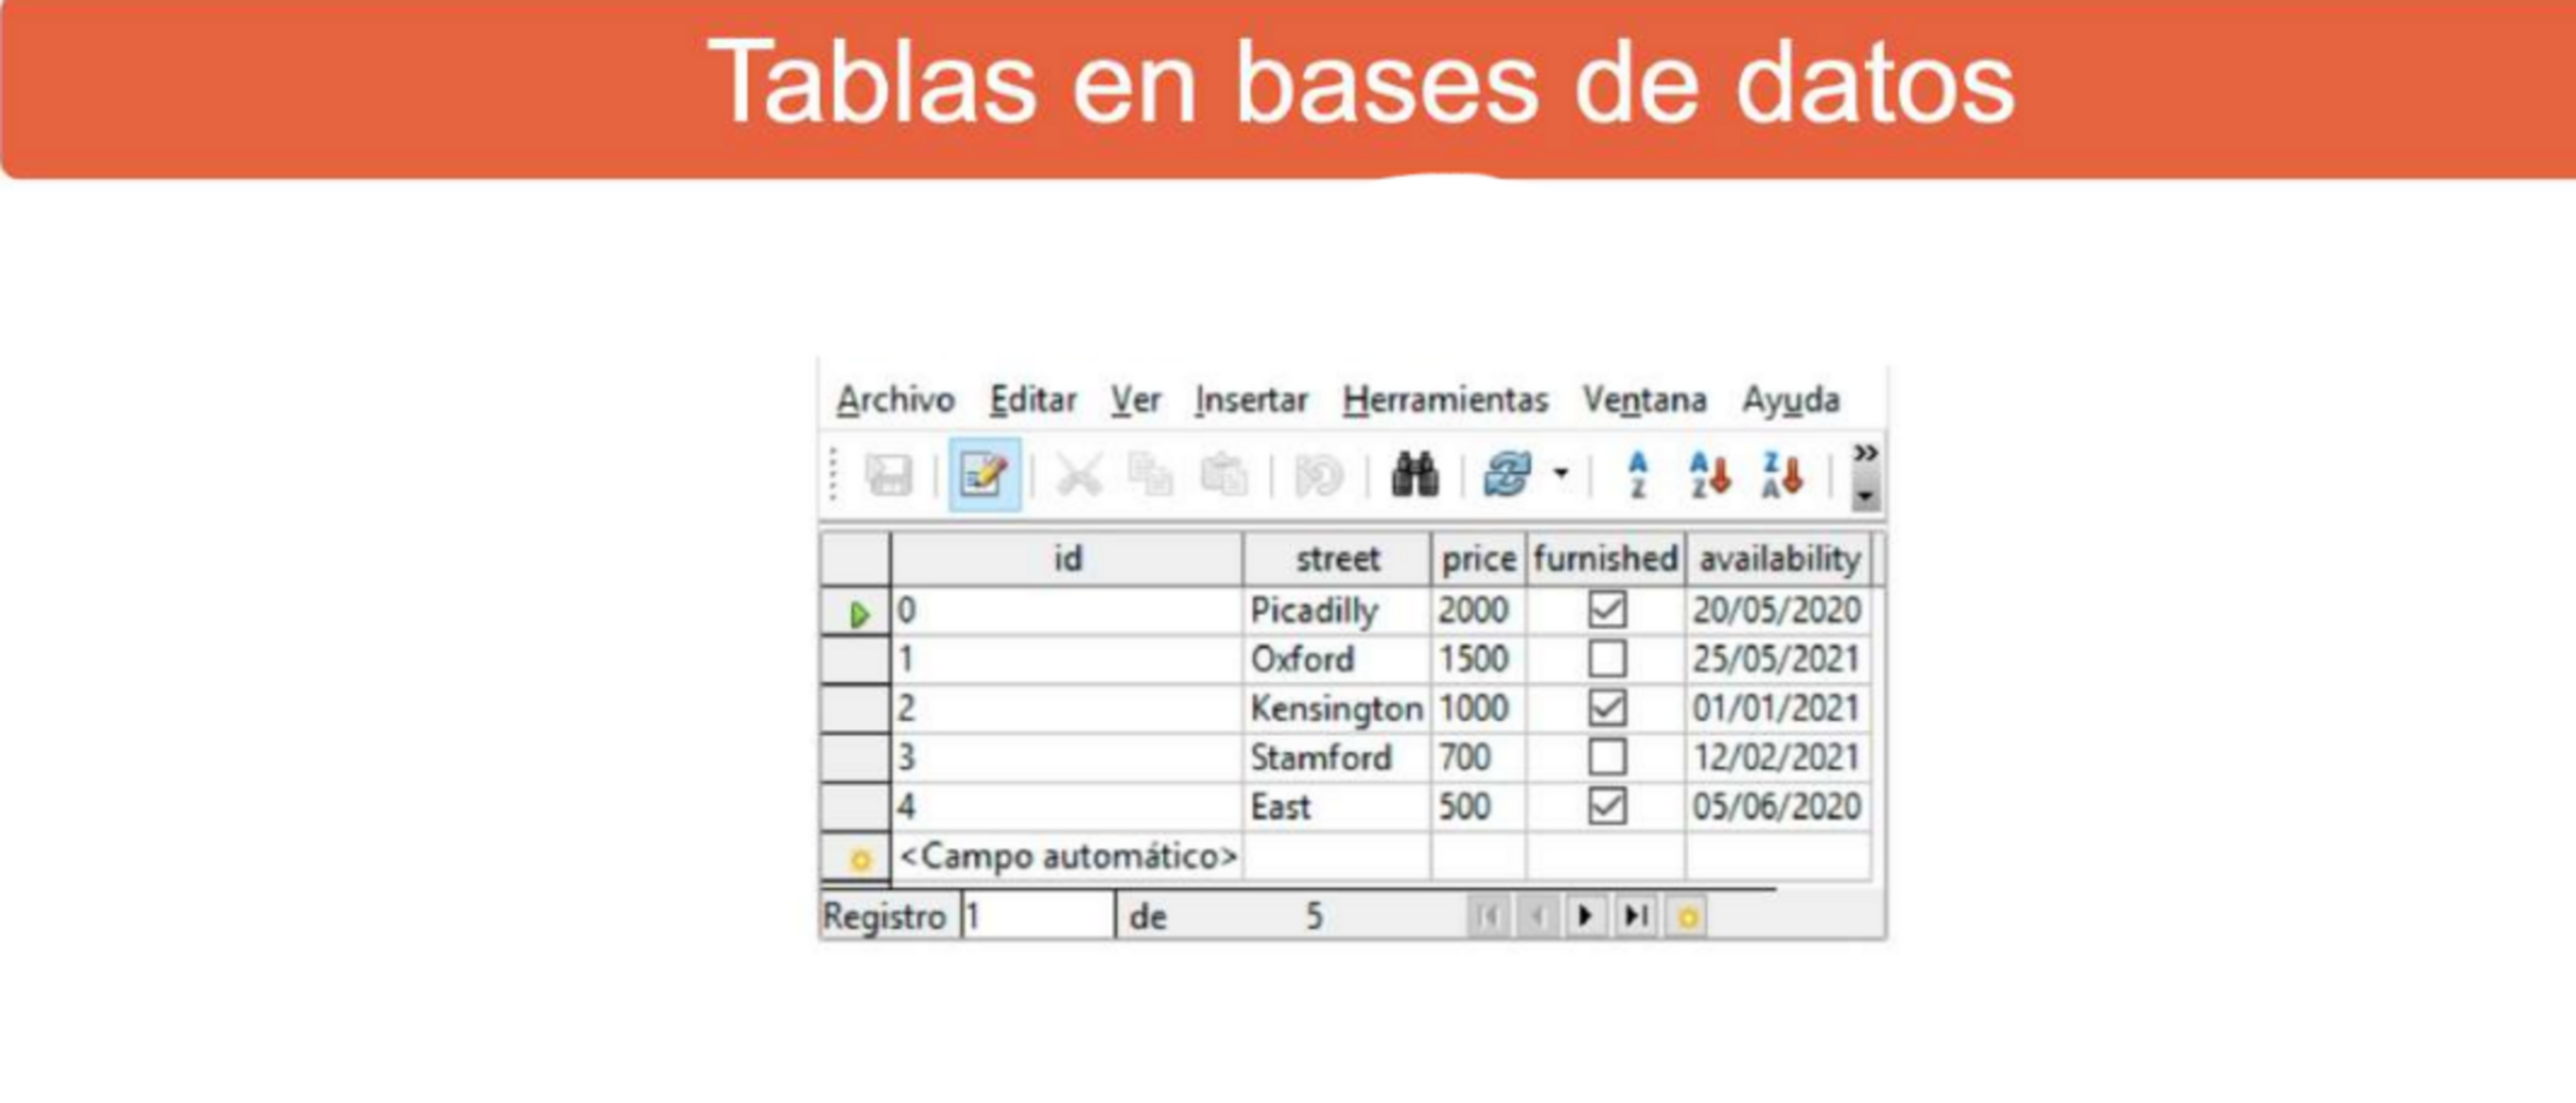 Tablas en bases de datos
Archivo Editar Ver Insertar Herramientas Ventana Ayuda
id street price furnished availability
0 Picadilly 2000 20/05/2020
1 Oxford 1500 25/05/2021
2 Kensington 1000 01/01/2021
3 Stamford 700 12/02/2021
4 East 500 05/06/2020
<Campo automático>
Registro 1 de 5